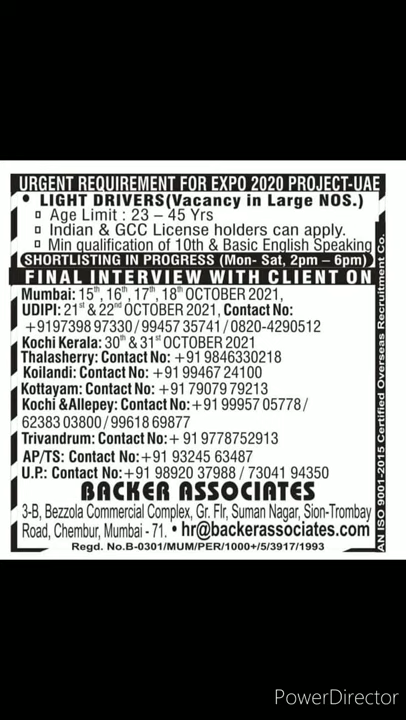 URGENT REQUIREMENT FOR EXPO 2020 PROJECT-UAE
• LIGHT DRIVERS(Vacancy in Large NOS.)
Age Limit : 23 – 45 Yrs
Indian & GCC License holders can apply.
Min qualification of 10th & Basic English Speaking
SHORTLISTING IN PROGRESS (Mon- Sat, 2pm – 6pm)
FINAL INTERVIEW WITH CLIENT ON
Mumbai: 15th, 16th, 17th, 18th OCTOBER 2021,
UDIPI: 21st & 22nd OCTOBER 2021, Contact No:
+9197398 97330 / 99457 35741 / 0820-4290512
Kochi Kerala: 30th & 31st OCTOBER 2021
Thalasherry: Contact No: +91 9846330218
Koilandi: Contact No: +91 99467 24100
Kottayam: Contact No: +91 79079 79213
Kochi &Allepey: Contact No: +91 99957 05778 /
62383 03800 / 99618 69877
Trivandrum: Contact No: + 91 9778752913
AP/TS: Contact No: +91 93245 63487
U.P.: Contact No: +91 98920 37988 / 73041 94350
BACKER ASSOCIATES
3-B, Bezzola Commercial Complex, Gr. Flr, Suman Nagar, Sion-Trombay
Road, Chembur, Mumbai - 71. • hr@backerassociates.com
Regd. No.B-0301/MUM/PER/1000+/5/3917/1993
AN ISO 9001-2015 Certified Overseas Recruitment Co.
PowerDirector